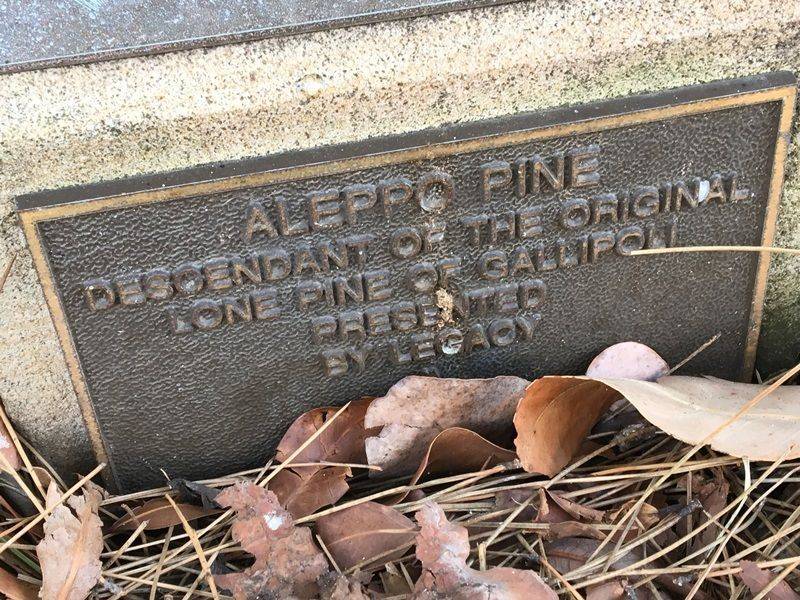 ALEPPO PINE
DESCENDANT OF THE ORIGINAL
LONE PINE OF GALLIPOLI
PRESENTED
BY LEGACY